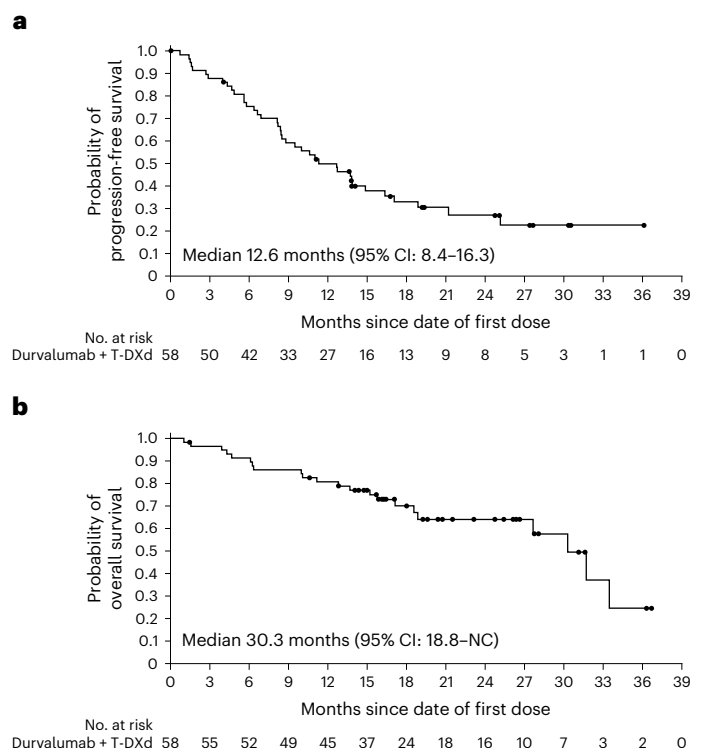 a
1.0
0.9
0.8
0.7
0.6
0.5
0.4
0.3
0.2
0.1
0
Probability of
progression-free survival
Median 12.6 months (95% CI: 8.4–16.3)
0 3 6 9 12 15 18 21 24 27 30 33 36 39
Months since date of first dose
No. at risk
Durvalumab + T-DXd 58 50 42 33 27 16 13 9 8 5 3 1 1 0
b
1.0
0.9
0.8
0.7
0.6
0.5
0.4
0.3
0.2
0.1
0
Probability of
overall survival
Median 30.3 months (95% CI: 18.8–NC)
0 3 6 9 12 15 18 21 24 27 30 33 36 39
Months since date of first dose
No. at risk
Durvalumab + T-DXd 58 55 52 49 45 37 24 18 16 10 7 3 2 0